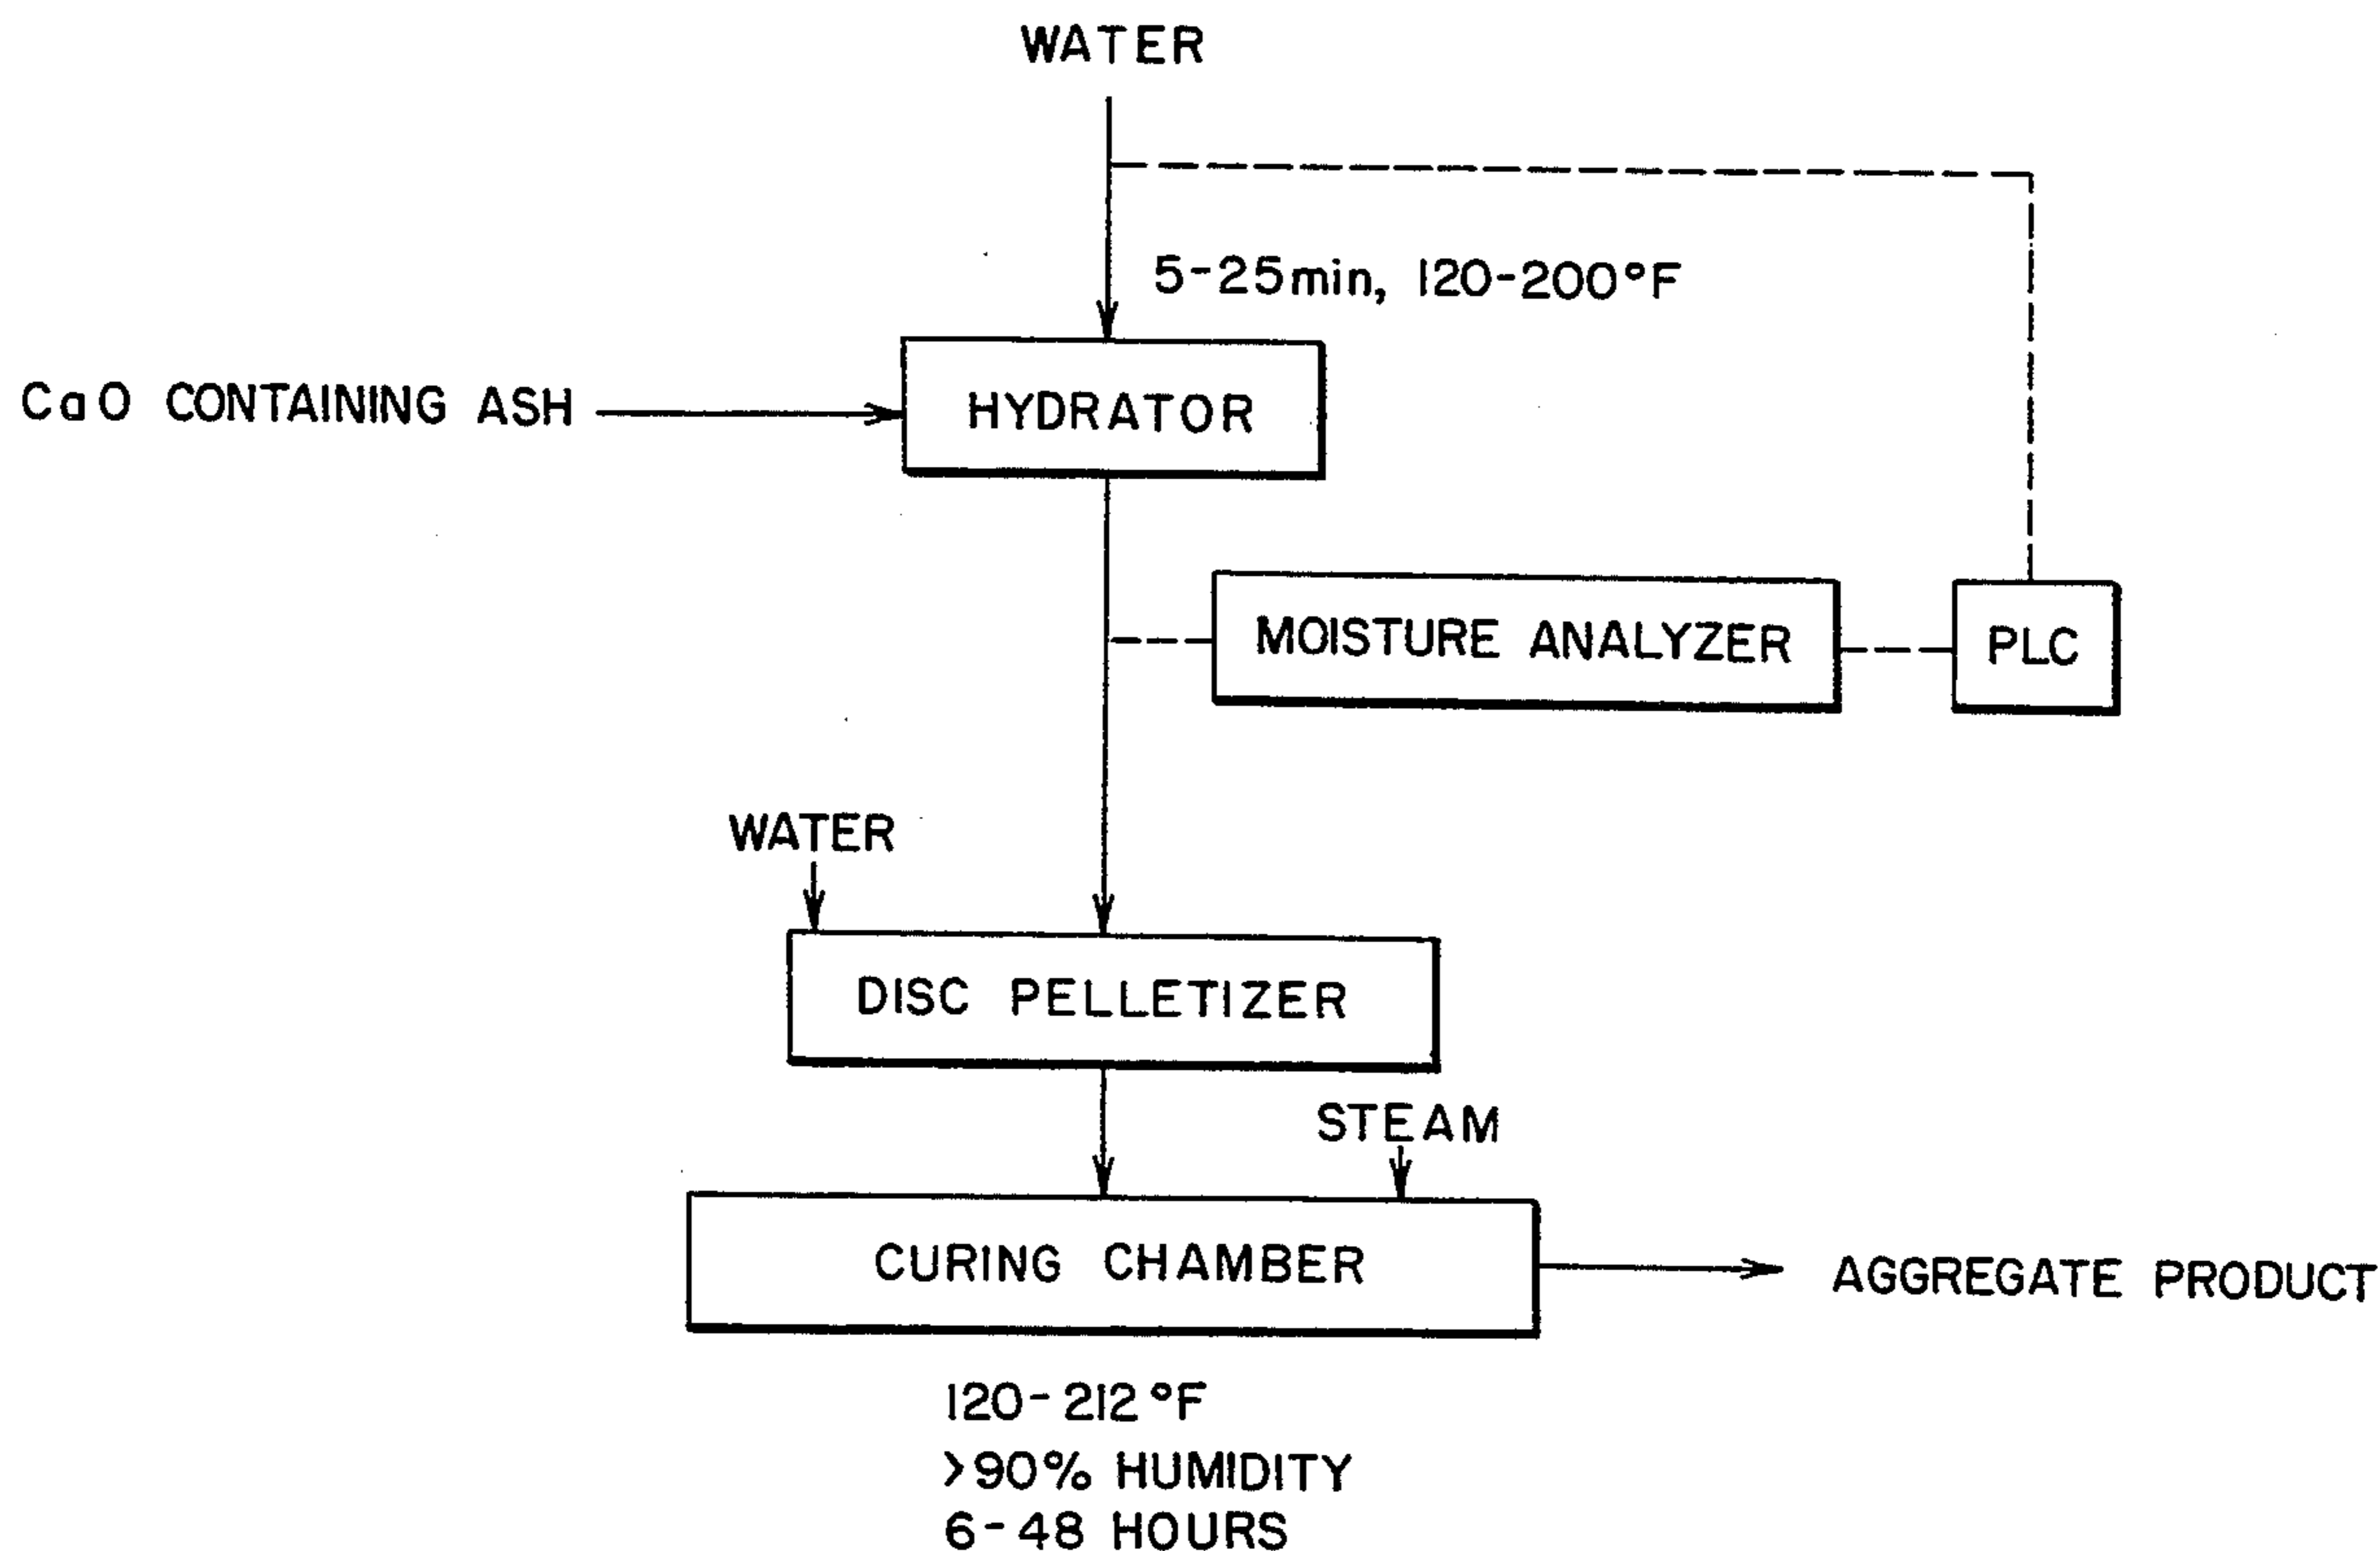 WATER
5-25min, 120-200°F
CaO CONTAINING ASH
HYDRATOR
MOISTURE ANALYZER
PLC
WATER
DISC PELLETIZER
STEAM
CURING CHAMBER
AGGREGATE PRODUCT
120-212°F
>90% HUMIDITY
6-48 HOURS